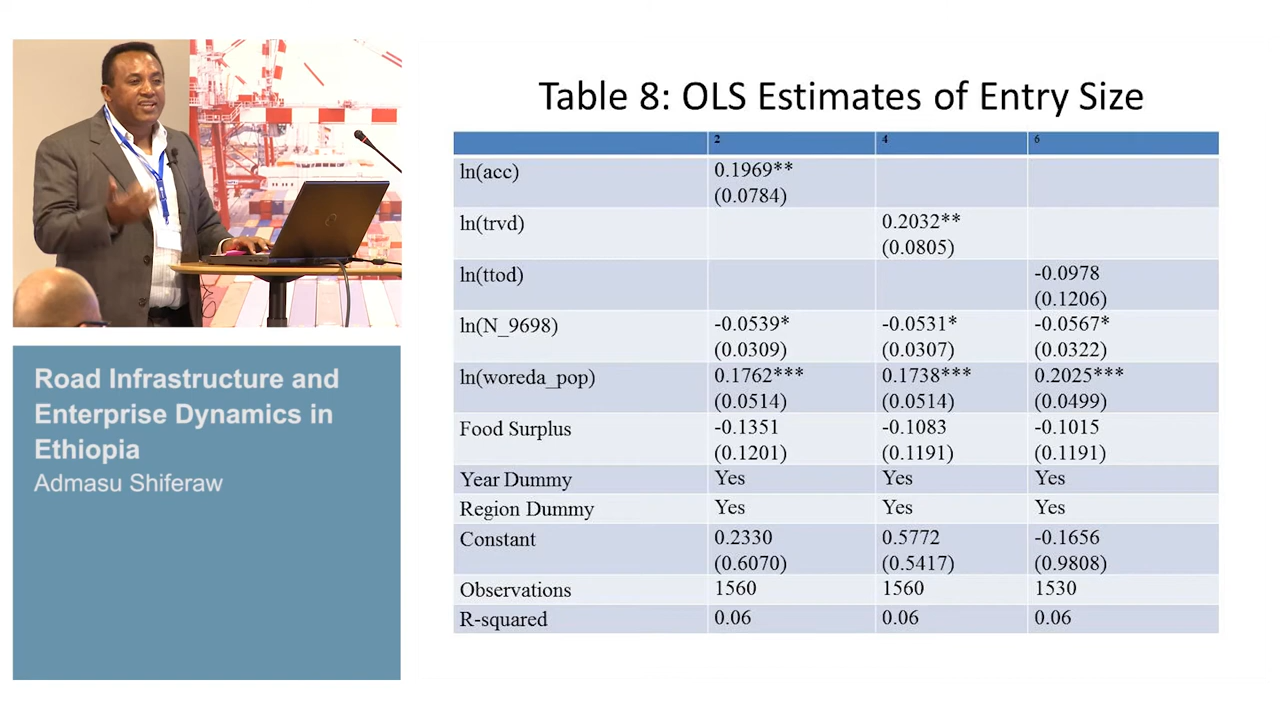 Table 8: OLS Estimates of Entry Size
2 4 6
ln(acc) 0.1969**
(0.0784)
ln(trvd) 0.2032**
(0.0805)
ln(ttod) -0.0978
(0.1206)
ln(N_9698) -0.0539* -0.0531* -0.0567*
(0.0309) (0.0307) (0.0322)
ln(woreda_pop) 0.1762*** 0.1738*** 0.2025***
(0.0514) (0.0514) (0.0499)
Food Surplus -0.1351 -0.1083 -0.1015
(0.1201) (0.1191) (0.1191)
Year Dummy Yes Yes Yes
Region Dummy Yes Yes Yes
Constant 0.2330 0.5772 -0.1656
(0.6070) (0.5417) (0.9808)
Observations 1560 1560 1530
R-squared 0.06 0.06 0.06
Road Infrastructure and
Enterprise Dynamics in
Ethiopia
Admasu Shiferaw